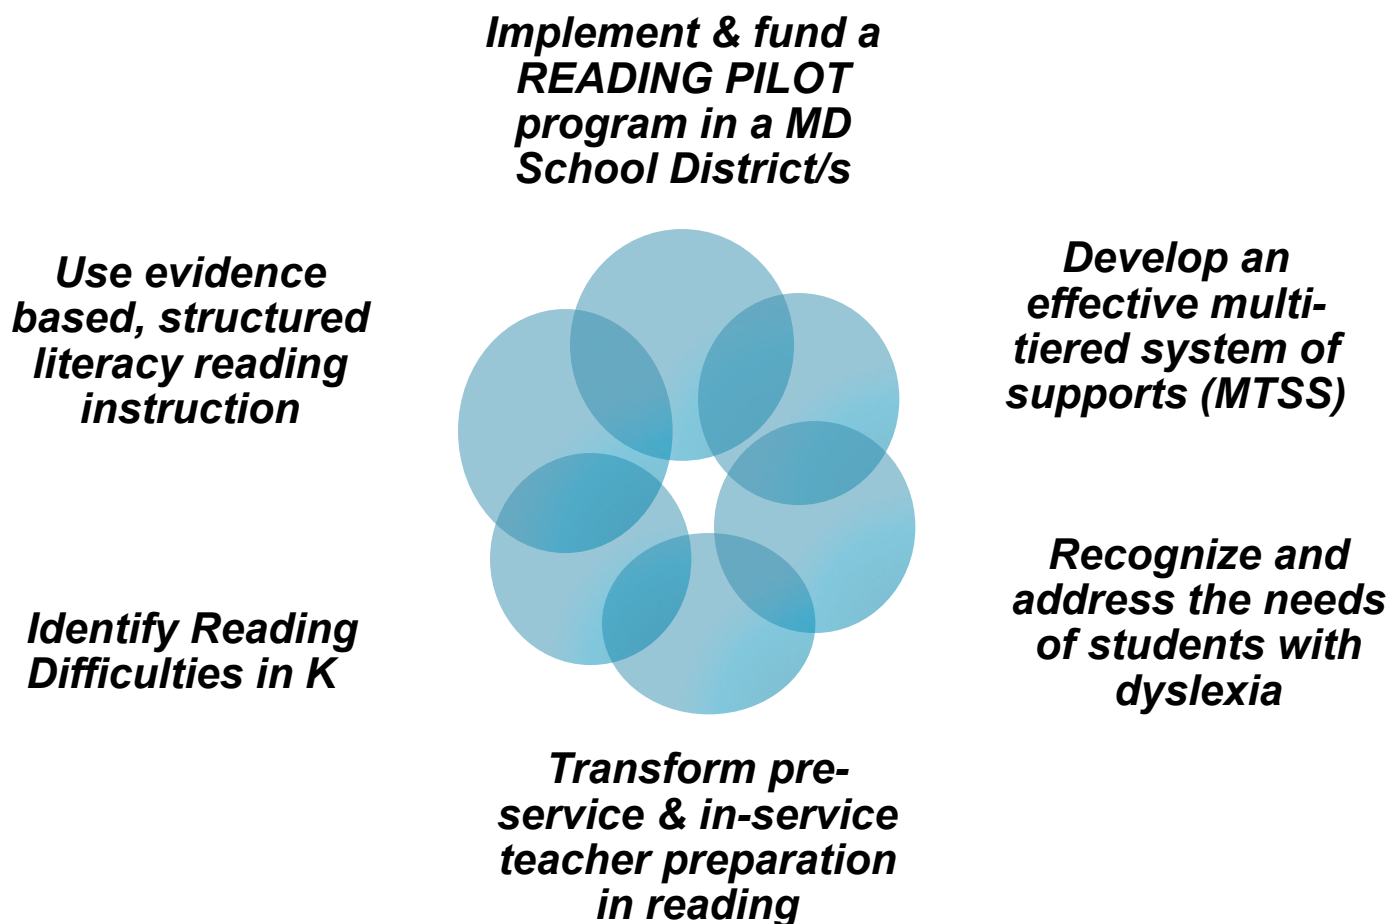 Implement & fund a
READING PILOT
program in a MD
School District/s
Develop an
effective multi-
tiered system of
supports (MTSS)
Recognize and
address the needs
of students with
dyslexia
Transform pre-
service & in-service
teacher preparation
in reading
Identify Reading
Difficulties in K
Use evidence
based, structured
literacy reading
instruction